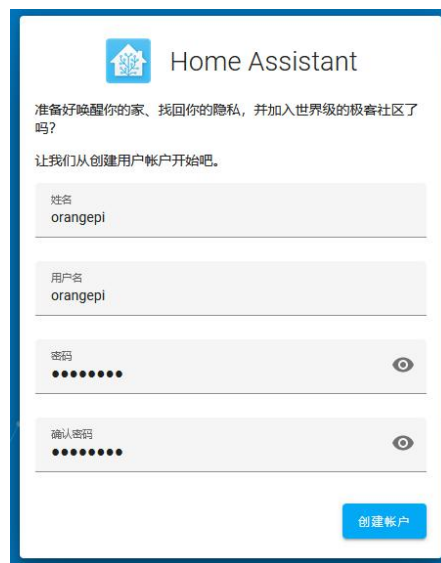 Home Assistant
准备好唤醒你的家、找回你的隐私，并加入世界级的极客社区了
吗?
让我们从创建用户帐户开始吧。
姓名
orangepi
用户名
orangepi
密码
●●●●●●●●
确认密码
●●●●●●●●
创建帐户